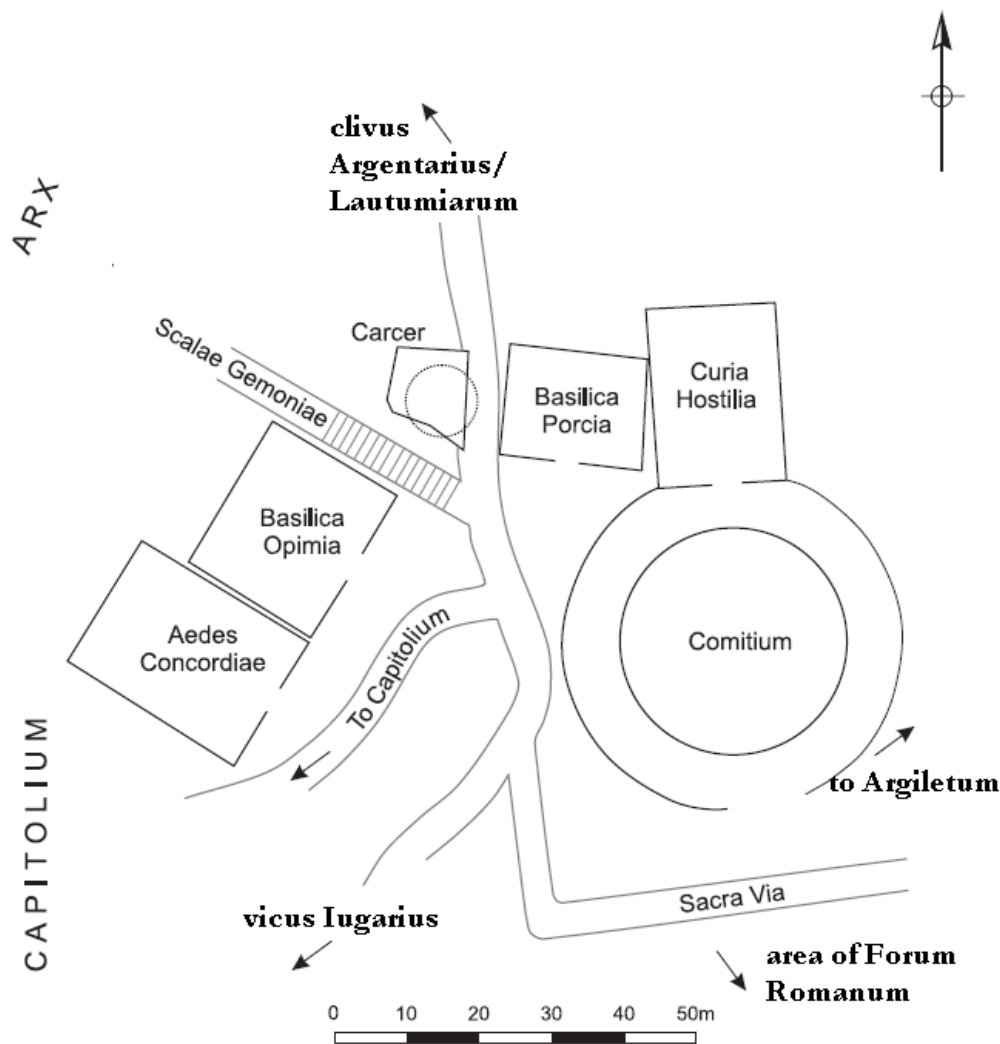 clivus
Argentarius/
Lautumiarum
ARX
Scalae Gemoniae
Carcer
Basilica
Porcia
Curia
Hostilia
Basilica
Opimia
Aedes
Concordiae
To Capitolium
Comitium
CAPITOLIUM
to Argiletum
Sacra Via
vicus Iugarius
area of Forum
Romanum
0 10 20 30 40 50m